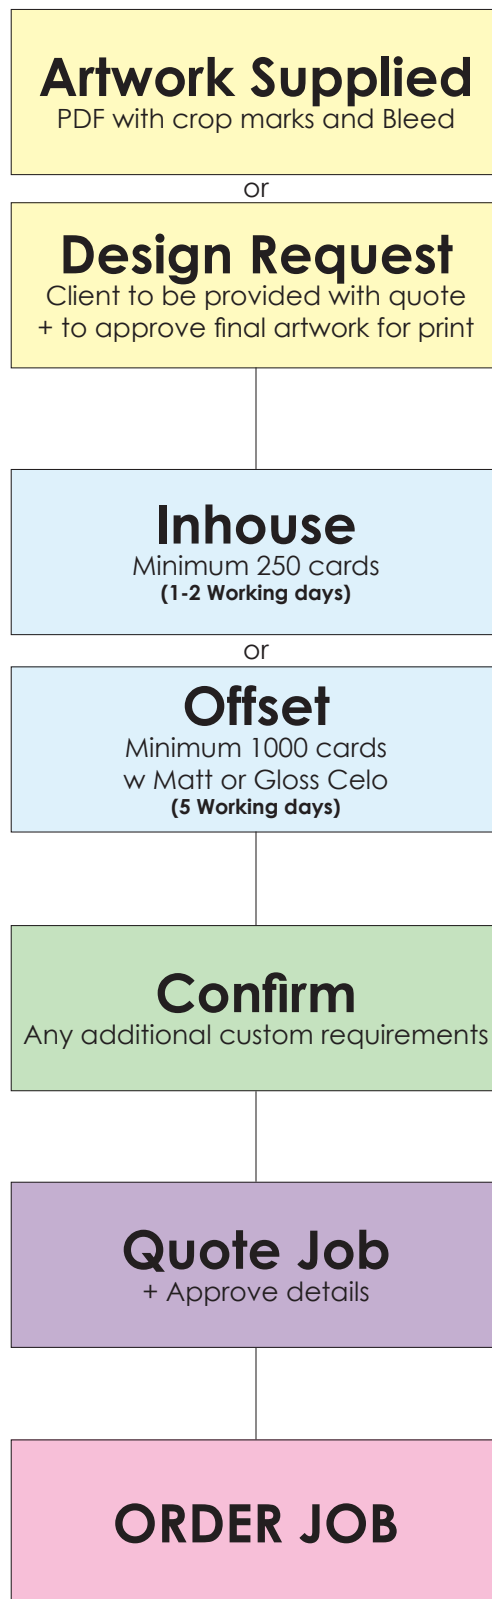 Artwork Supplied
PDF with crop marks and Bleed
or
Design Request
Client to be provided with quote
+ to approve final artwork for print
Inhouse
Minimum 250 cards
(1-2 Working days)
or
Offset
Minimum 1000 cards
w Matt or Gloss Celo
(5 Working days)
Confirm
Any additional custom requirements
Quote Job
+ Approve details
ORDER JOB